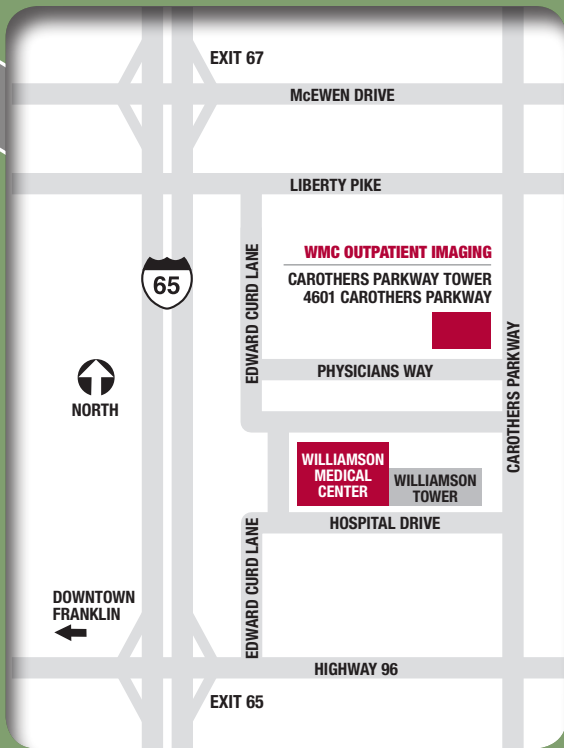 EXIT 67
McEWEN DRIVE
LIBERTY PIKE
EDWARD CURD LANE
WMC OUTPATIENT IMAGING
CAROTHERS PARKWAY TOWER
4601 CAROTHERS PARKWAY
65
CAROTHERS PARKWAY
PHYSICIANS WAY
NORTH
WILLIAMSON
MEDICAL
CENTER
WILLIAMSON
TOWER
HOSPITAL DRIVE
EDWARD CURD LANE
DOWNTOWN
FRANKLIN
HIGHWAY 96
EXIT 65